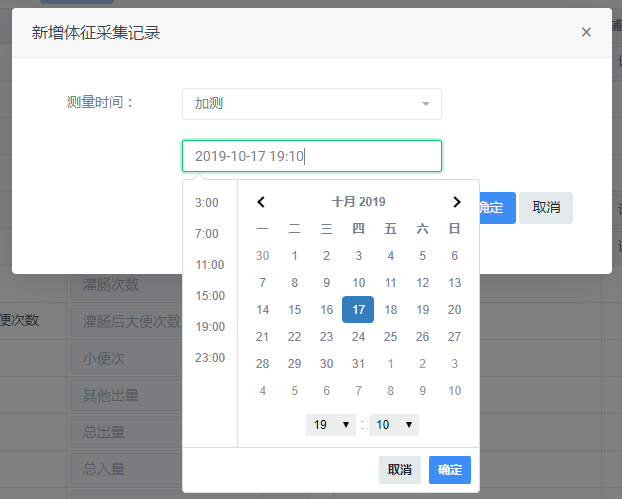 新增体征采集记录 ×
测量时间： 加测
2019-10-17 19:10
确定 取消
3:00
7:00
11:00
15:00
19:00
23:00
十月 2019
一 二 三 四 五 六 日
30 1 2 3 4 5 6
7 8 9 10 11 12 13
14 15 16 17 18 19 20
21 22 23 24 25 26 27
28 29 30 31 1 2 3
4 5 6 7 8 9 10
19 : 10
取消 确定
灌肠次数
便次数 灌肠后大便次数
小便次
其他出量
总出量
总入量